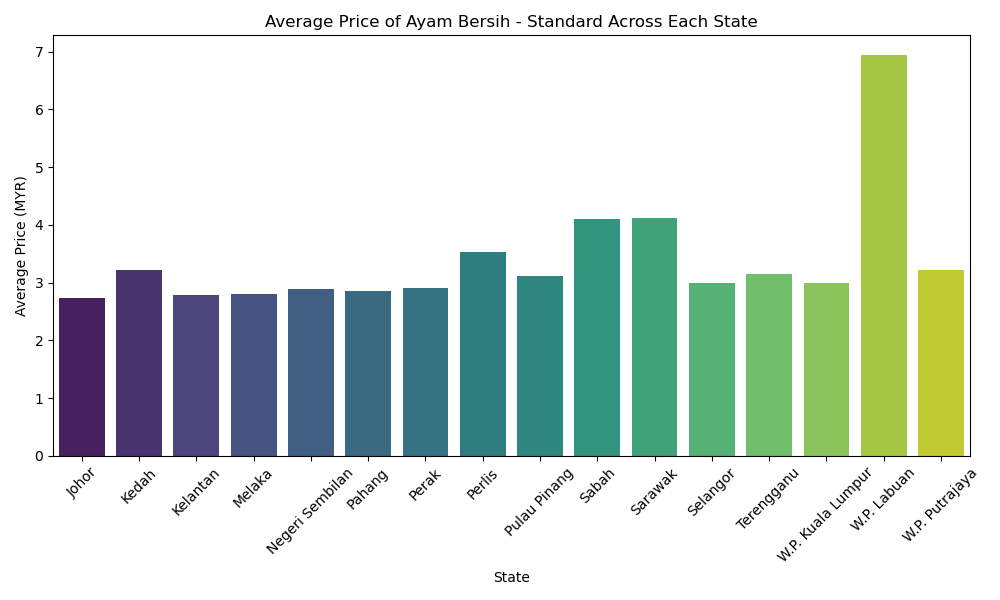 Average Price of Ayam Bersih - Standard Across Each State
Average Price (MYR)
7
6
5
4
3
2
1
0
Johor
Kedah
Kelantan
Melaka
Negeri Sembilan
Pahang
Perak
Perlis
Pulau Pinang
Sabah
Sarawak
Selangor
Terengganu
W.P. Kuala Lumpur
W.P. Labuan
W.P. Putrajaya
State